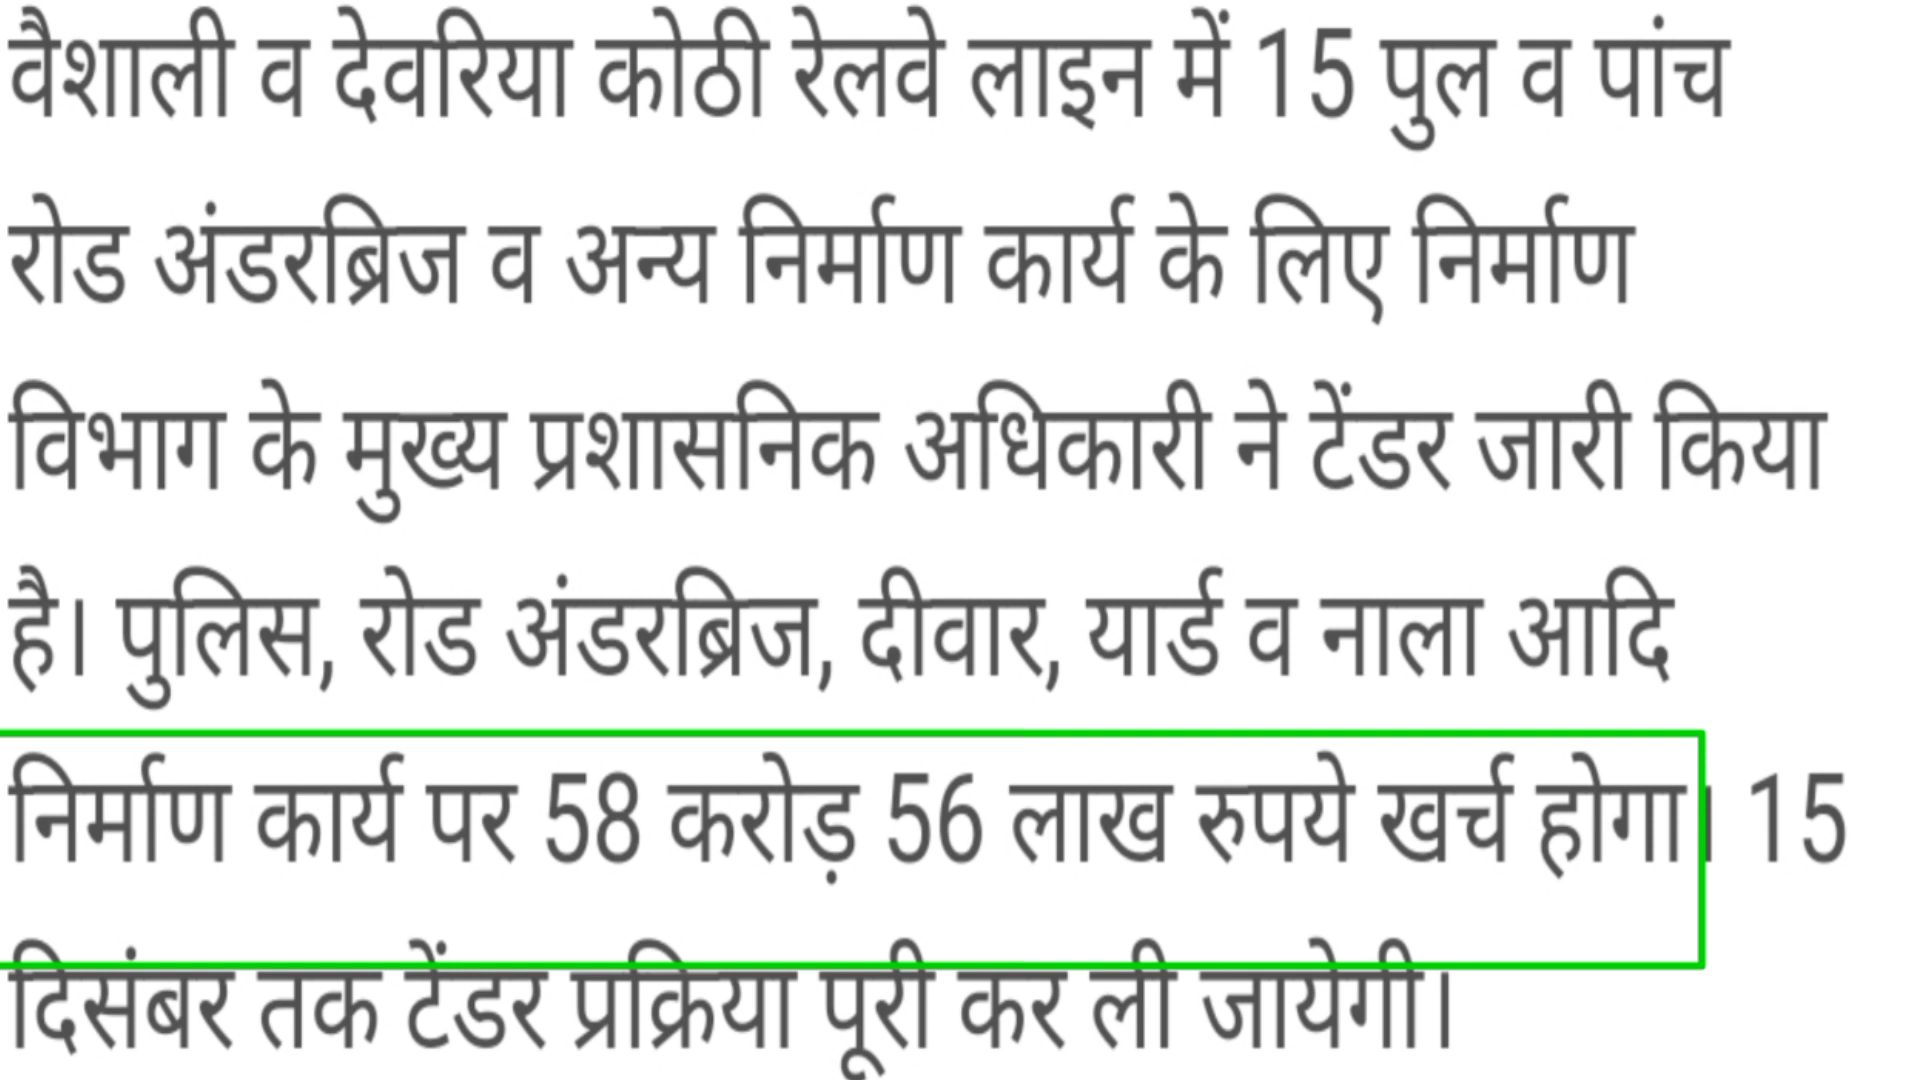 वैशाली व देवरिया कोठी रेलवे लाइन में 15 पुल व पांच
रोड अंडरब्रिज व अन्य निर्माण कार्य के लिए निर्माण
विभाग के मुख्य प्रशासनिक अधिकारी ने टेंडर जारी किया
है। पुलिस, रोड अंडरब्रिज, दीवार, यार्ड व नाला आदि
निर्माण कार्य पर 58 करोड़ 56 लाख रुपये खर्च होगा। 15
दिसंबर तक टेंडर प्रक्रिया पूरी कर ली जायेगी।